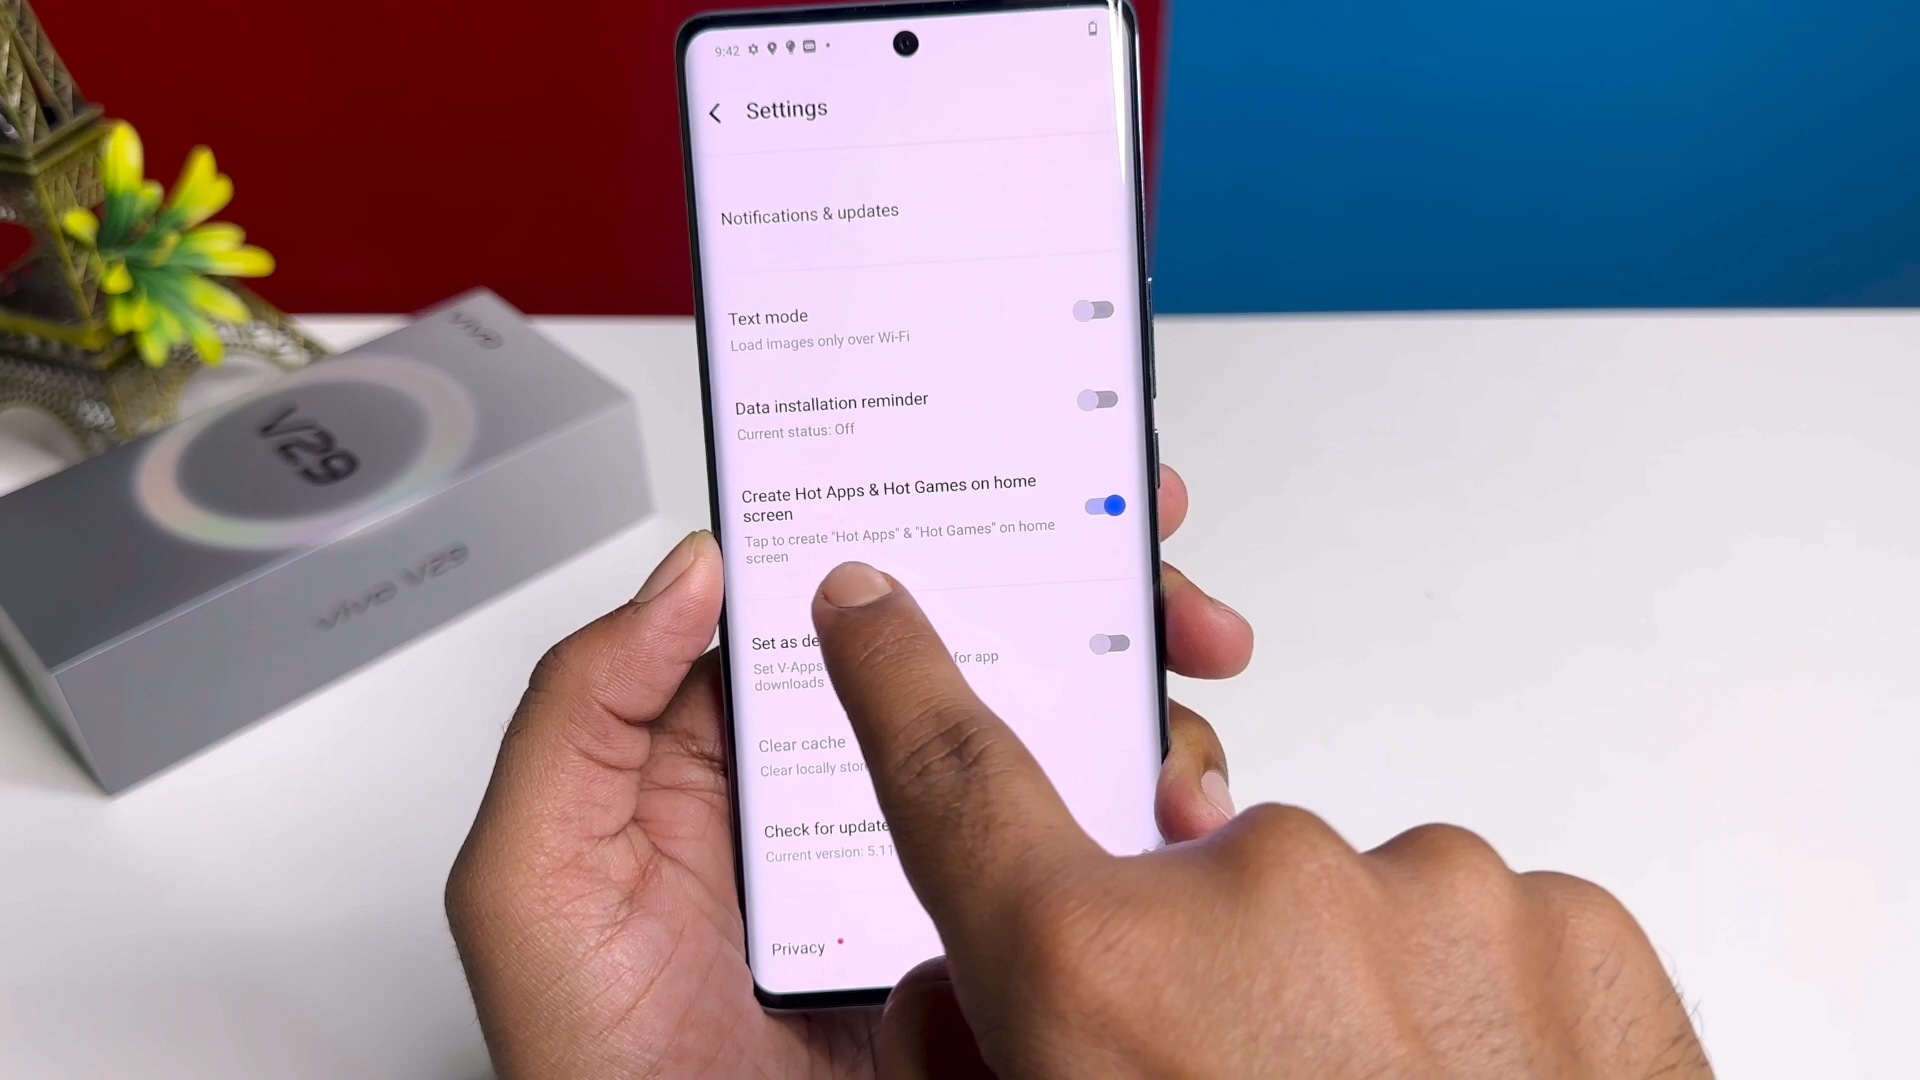 9:42
Settings
Notifications & updates
Text mode
Load images only over Wi-Fi
Data installation reminder
Current status: Off
Create Hot Apps & Hot Games on home
screen
Tap to create "Hot Apps" & "Hot Games" on home
screen
Set as de
Set V-Apps for app
downloads
Clear cache
Clear locally stor
Check for update
Current version: 5.11
Privacy
vivo
V29
vivo V29